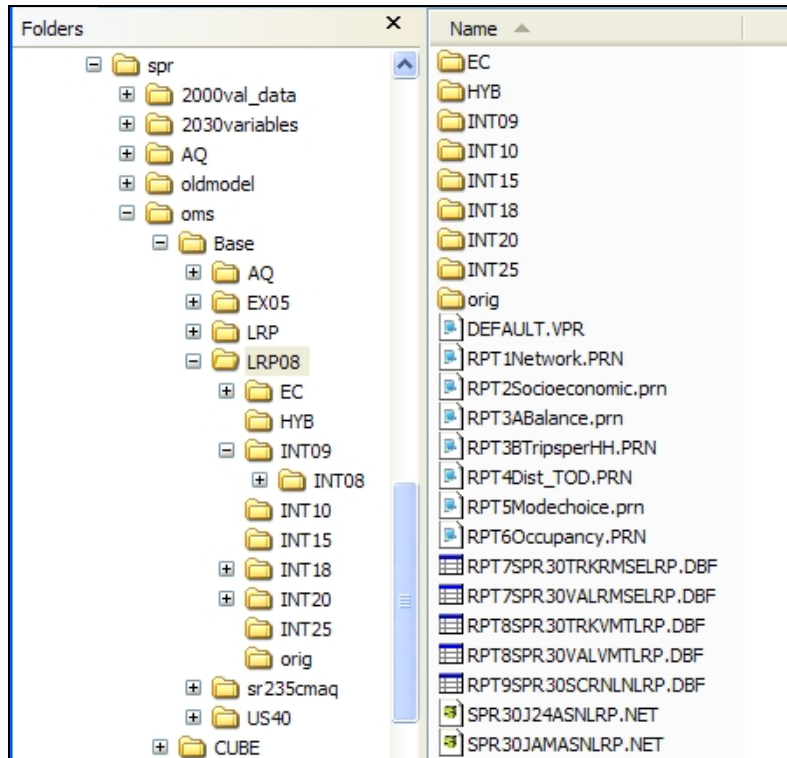 Folders
spr
2000val_data
2030variables
AQ
oldmodel
oms
Base
AQ
EX05
LRP
LRP08
EC
HYB
INT09
INT08
INT10
INT15
INT18
INT20
INT25
orig
sr235cmaq
US40
CUBE
Name
EC
HYB
INT09
INT10
INT15
INT18
INT20
INT25
orig
DEFAULT.VPR
RPT1Network.PRN
RPT2Socioeconomic.prn
RPT3ABalance.prn
RPT3BTripsperHH.PRN
RPT4Dist_TOD.PRN
RPT5Modechoice.prn
RPT6Occupancy.PRN
RPT7SPR30TRKRMSELRP.DBF
RPT7SPR30VALRMSELRP.DBF
RPT8SPR30TRKVMTLRP.DBF
RPT8SPR30VALVMTLRP.DBF
RPT9SPR30SCRNLNLRP.DBF
SPR30J24ASNLRP.NET
SPR30JAMASNLRP.NET